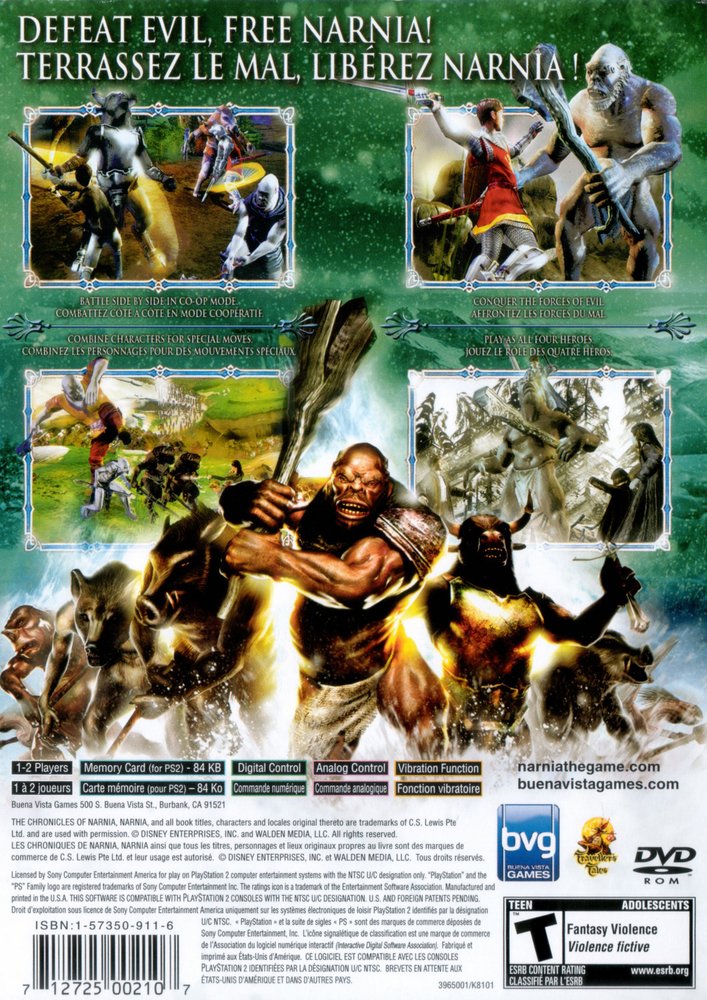 DEFEAT EVIL, FREE NARNIA!
TERRASSEZ LE MAL, LIBÉREZ NARNIA !
BATTLE SIDE BY SIDE IN CO-OP MODE.
COMBATTEZ CÔTE À CÔTE EN MODE COOPÉRATIF.
CONQUER THE FORCES OF EVIL.
AFFRONTEZ LES FORCES DU MAL.
COMBINE CHARACTERS FOR SPECIAL MOVES.
COMBINEZ LES PERSONNAGES POUR DES MOUVEMENTS SPÉCIAUX.
PLAY AS ALL FOUR HEROES.
JOUEZ LE RÔLE DES QUATRE HÉROS.
1-2 Players
Memory Card (for PS2) - 84 KB
Digital Control
Analog Control
Vibration Function
1 à 2 joueurs
Carte mémoire (pour PS2) – 84 Ko
Commande numérique
Commande analogique
Fonction vibratoire
narniathegame.com
buenavistagames.com
Buena Vista Games 500 S. Buena Vista St., Burbank, CA 91521
THE CHRONICLES OF NARNIA, NARNIA, and all book titles, characters and locales original thereto are trademarks of C.S. Lewis Pte
Ltd. and are used with permission. © DISNEY ENTERPRISES, INC. and WALDEN MEDIA, LLC. All rights reserved.
LES CHRONIQUES DE NARNIA, NARNIA ainsi que tous les titres, personnages et lieux originaux propres au livre sont des marques de
commerce de C.S. Lewis Pte Ltd. et leur usage est autorisé. © DISNEY ENTERPRISES, INC. et WALDEN MEDIA, LLC. Tous droits réservés.
Licensed by Sony Computer Entertainment America for play on PlayStation 2 computer entertainment systems with the NTSC U/C designation only. "PlayStation" and the
"PS" Family logo are registered trademarks of Sony Computer Entertainment Inc. The ratings icon is a trademark of the Entertainment Software Association. Manufactured and
printed in the U.S.A. THIS SOFTWARE IS COMPATIBLE WITH PLAYSTATION 2 CONSOLES WITH THE NTSC U/C DESIGNATION. U.S. AND FOREIGN PATENTS PENDING.
Droit d'exploitation sous licence de Sony Computer Entertainment America uniquement sur les systèmes électroniques de loisir PlayStation 2 identifiés par la désignation
U/C NTSC. « PlayStation » et la série de sigles « PS » sont des marques de commerce déposées de
Sony Computer Entertainment, Inc. L'icône signalétique de classification est une marque de commerce
de l'Association du logiciel numérique interactif (Interactive Digital Software Association). Fabriqué et
imprimé aux États-Unis d'Amérique. CE LOGICIEL EST COMPATIBLE AVEC LES CONSOLES
PLAYSTATION 2 IDENTIFIÉES PAR LA DÉSIGNATION U/C NTSC. BREVETS EN ATTENTE AUX
ÉTATS-UNIS D'AMÉRIQUE ET DANS D'AUTRES PAYS.
3965001/K8101
bvg
BUENA VISTA
GAMES
Travellers
Tales
DVD
ROM
ISBN:1-57350-911-6
7 12725 00210 7
TEEN
ADOLESCENTS
T
Fantasy Violence
Violence fictive
ESRB CONTENT RATING
CLASSIFIÉ PAR L'ESRB
www.esrb.org